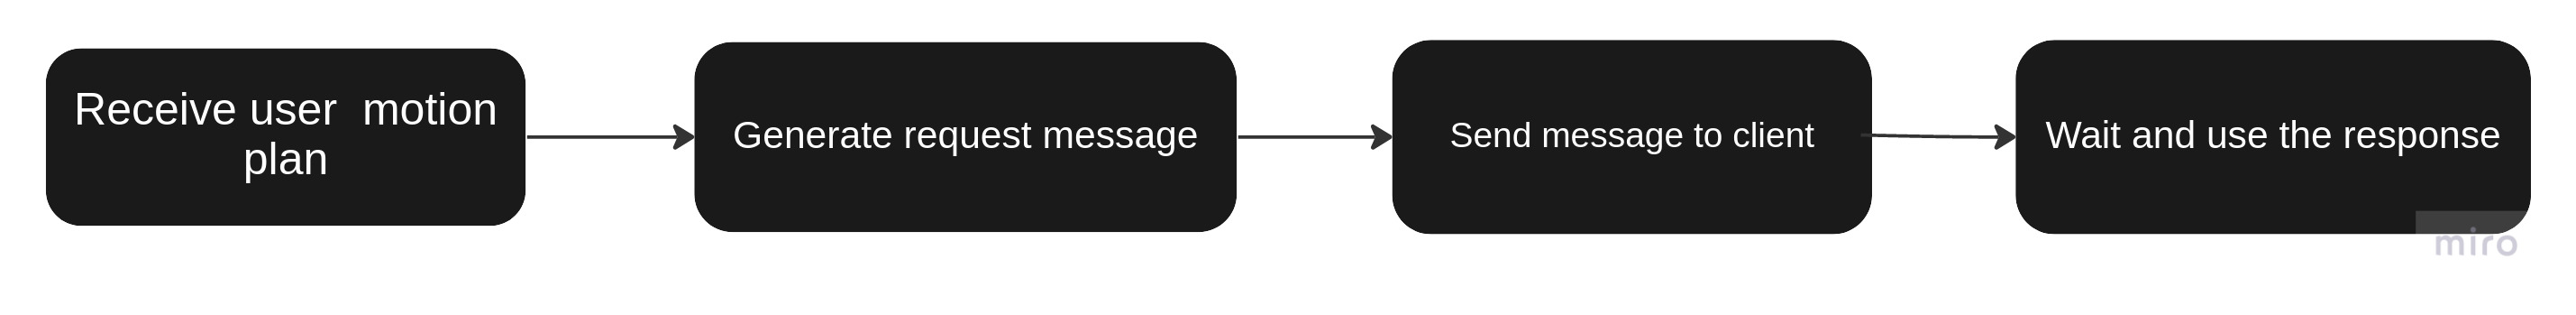 Receive user  motion
plan
Generate request message
Send message to client
Wait and use the response
miro